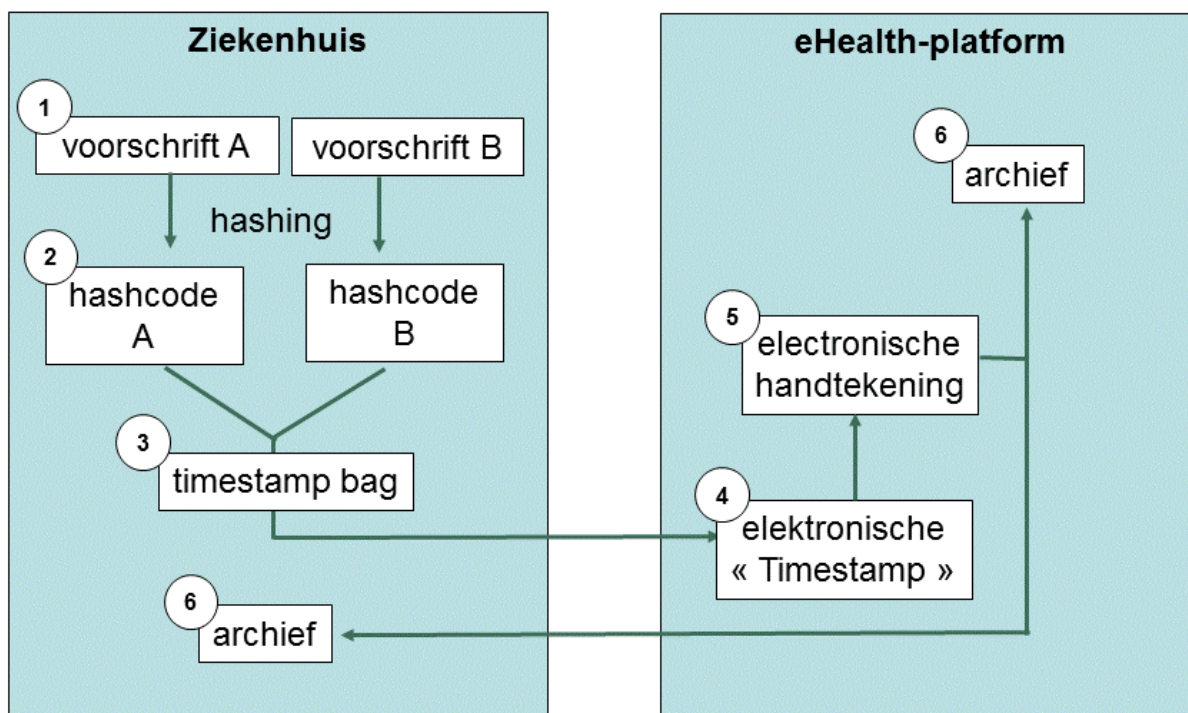 Ziekenhuis
1
voorschrift A
voorschrift B
hashing
2
hashcode
A
hashcode
B
3
timestamp bag
6
archief
eHealth-platform
6
archief
5
electronische
handtekening
4
elektronische
« Timestamp »